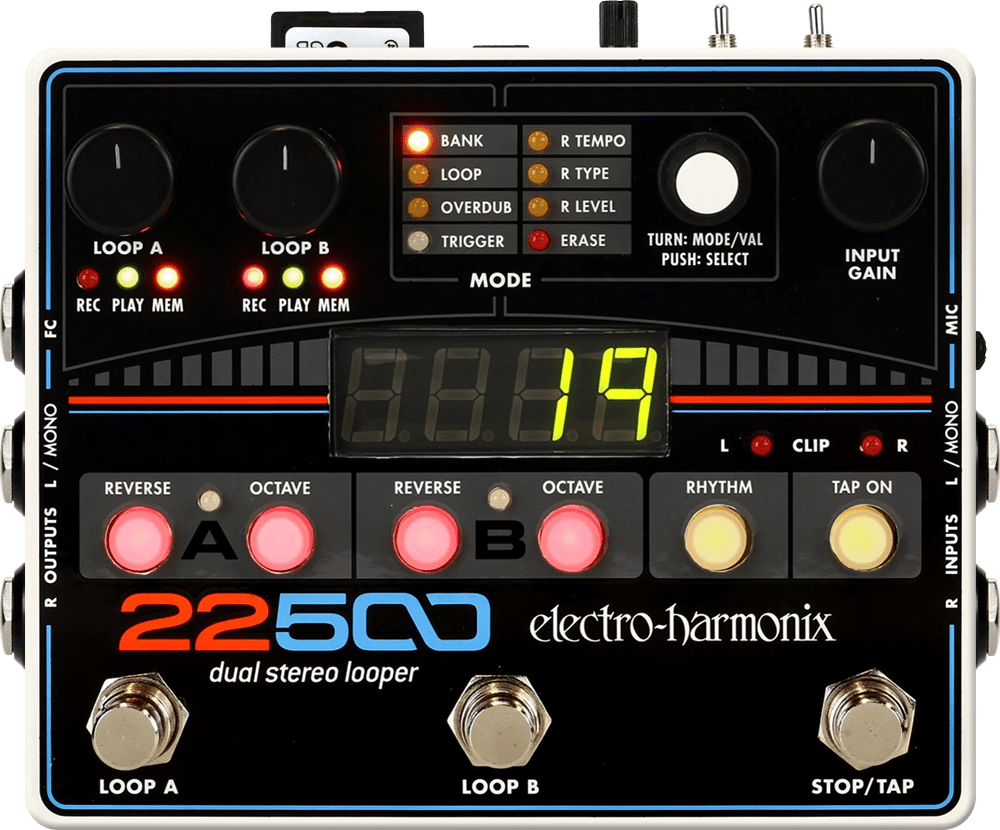 GB
LOOP A
REC PLAY MEM
LOOP B
REC PLAY MEM
BANK
LOOP
OVERDUB
TRIGGER
R TEMPO
R TYPE
R LEVEL
ERASE
MODE
TURN: MODE/VAL
PUSH: SELECT
INPUT
GAIN
FC
MIC
19
L CLIP R
R OUTPUTS L / MONO
R INPUTS L / MONO
REVERSE OCTAVE
A
REVERSE OCTAVE
B
RHYTHM
TAP ON
22500
electro-harmonix
dual stereo looper
LOOP A
LOOP B
STOP/TAP